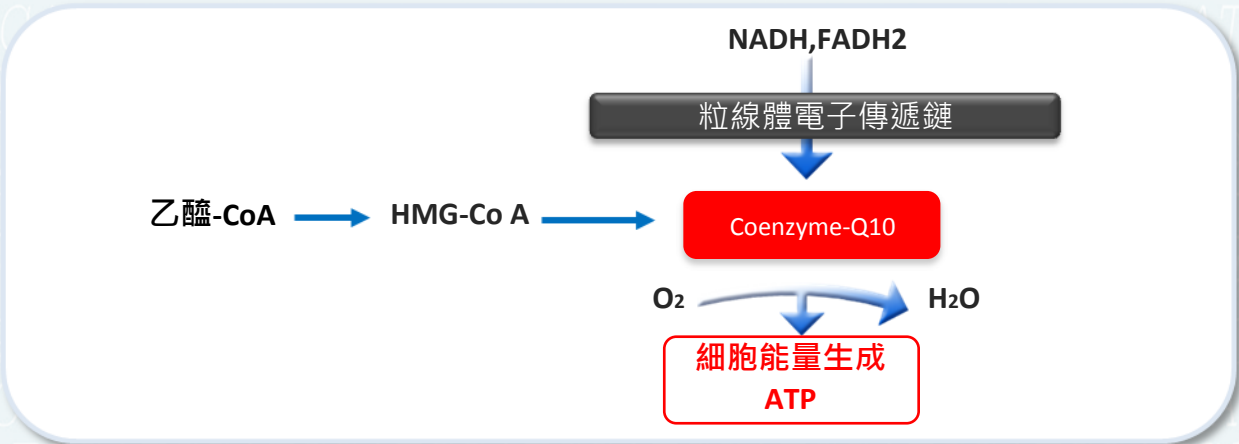 NADH,FADH2
粒線體電子傳遞鏈
乙醯-CoA
HMG-Co A
Coenzyme-Q10
O2
H2O
細胞能量生成
ATP